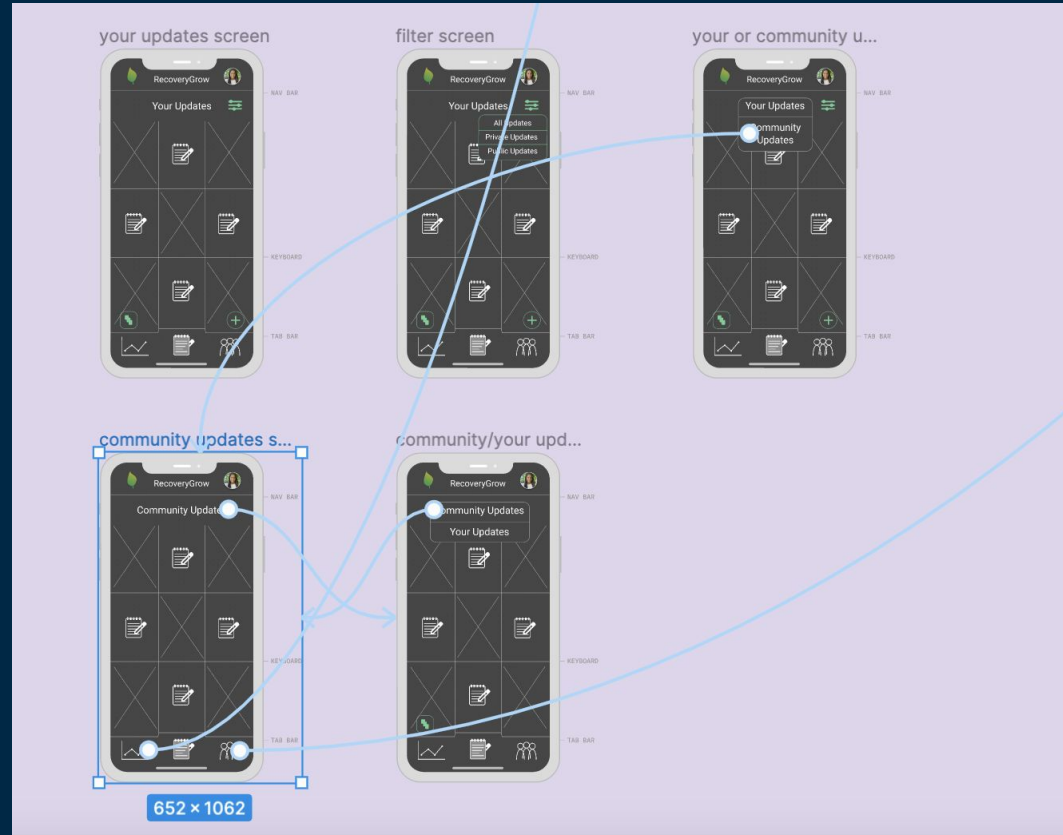 your updates screen
RecoveryGrow
NAV BAR
Your Updates
KEYBOARD
TAB BAR
filter screen
RecoveryGrow
NAV BAR
Your Updates
All Updates
Private Updates
Public Updates
KEYBOARD
TAB BAR
your or community u...
RecoveryGrow
NAV BAR
Your Updates
Community
Updates
KEYBOARD
TAB BAR
community updates s...
RecoveryGrow
NAV BAR
Community Updates
KEYBOARD
TAB BAR
652 × 1062
community/your upd...
RecoveryGrow
NAV BAR
Community Updates
Your Updates
KEYBOARD
TAB BAR